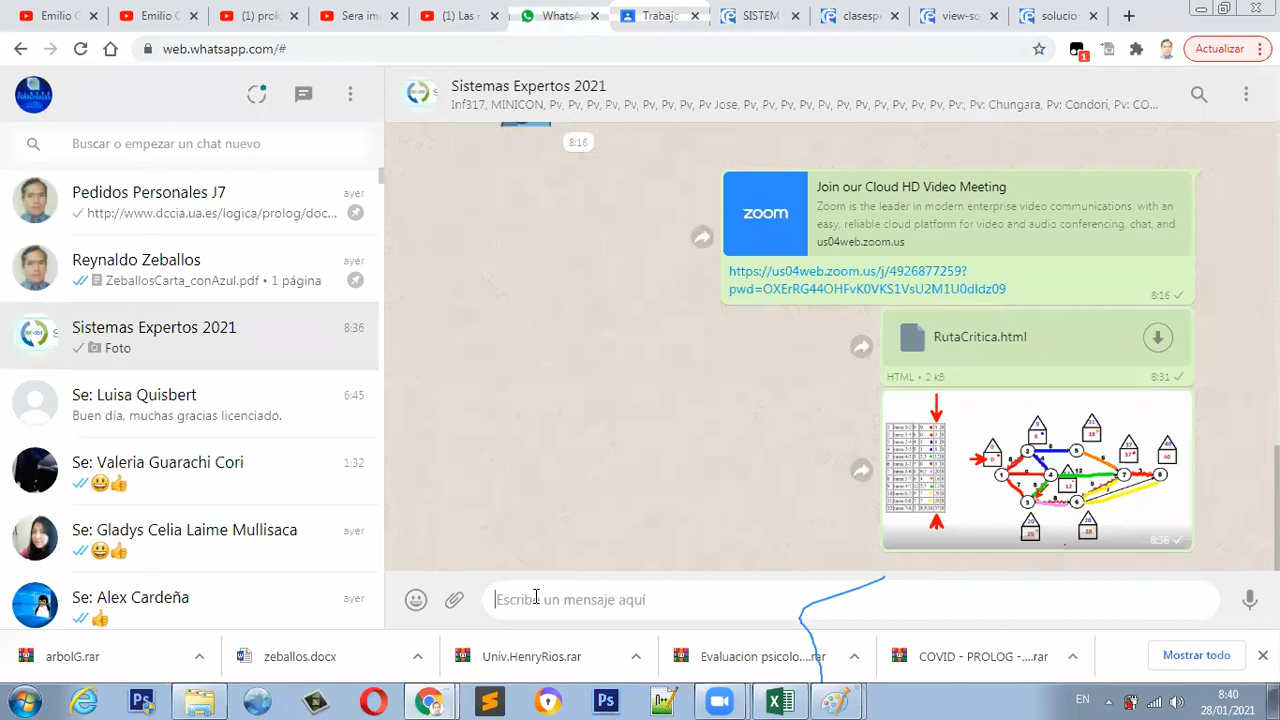 Emilio C
Emilio C
(1) prol
Sera im
(1) Las r
WhatsA
Trabajo
SISTEM
clasesp
view-so
solucio
web.whatsapp.com/#
1
Actualizar
Buscar o empezar un chat nuevo
Pedidos Personales J7
ayer
http://www.dccia.ua.es/logica/prolog/doc...
Reynaldo Zeballos
ayer
ZeballosCarta_conAzul.pdf • 1 página
Sistemas Expertos 2021
8:36
Foto
Se: Luisa Quisbert
6:45
Buen día, muchas gracias licenciado.
Se: Valeria Guarachi Cori
1:32
Se: Gladys Celia Laime Mullisaca
ayer
Se: Alex Cardeña
ayer
Sistemas Expertos 2021
Inf317, MINICON, Pv, Pv, Pv, Pv, Pv, Pv, Pv, Pv Jose, Pv, Pv, Pv, Pv, Pv, Pv, Pv, Pv, Pv, Pv, Pv:, Pv: Chungara, Pv: Condori, Pv: CO...
8:16
zoom
Join our Cloud HD Video Meeting
Zoom is the leader in modern enterprise video communications, with an
easy, reliable cloud platform for video and audio conferencing, chat, and
us04web.zoom.us
https://us04web.zoom.us/j/4926877259?
pwd=OXErRG44OHFvK0VKS1VsU2M1U0dIdz09
8:16
RutaCritica.html
HTML • 2 kB
8:31
8:36
Escribe un mensaje aquí
arbolG.rar
zeballos.docx
Univ.HenryRios.rar
Evaluacion psicolo....rar
COVID - PROLOG -....rar
Mostrar todo
EN
8:40
28/01/2021